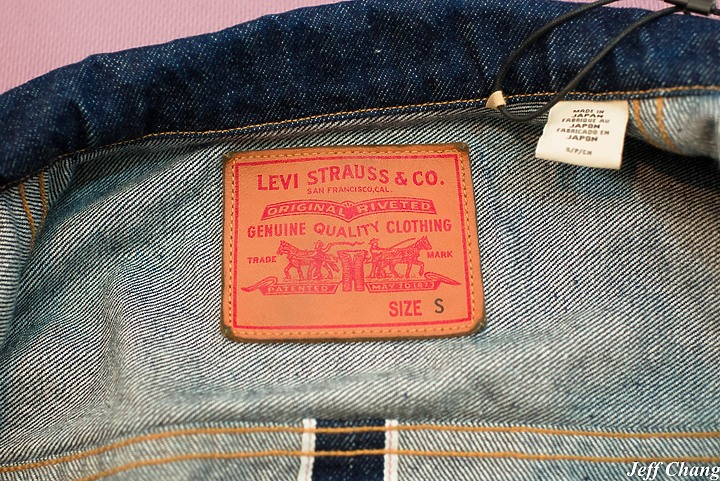 LEVI STRAUSS & CO.
SAN FRANCISCO, CAL.
ORIGINAL RIVETED
GENUINE QUALITY CLOTHING
TRADE MARK
PATENTED MAY 20 1873
SIZE S
MADE IN
JAPAN
FABRIQUE AU
JAPON
FABRICADO EN
JAPON
S/P/CH
Jeff Chang